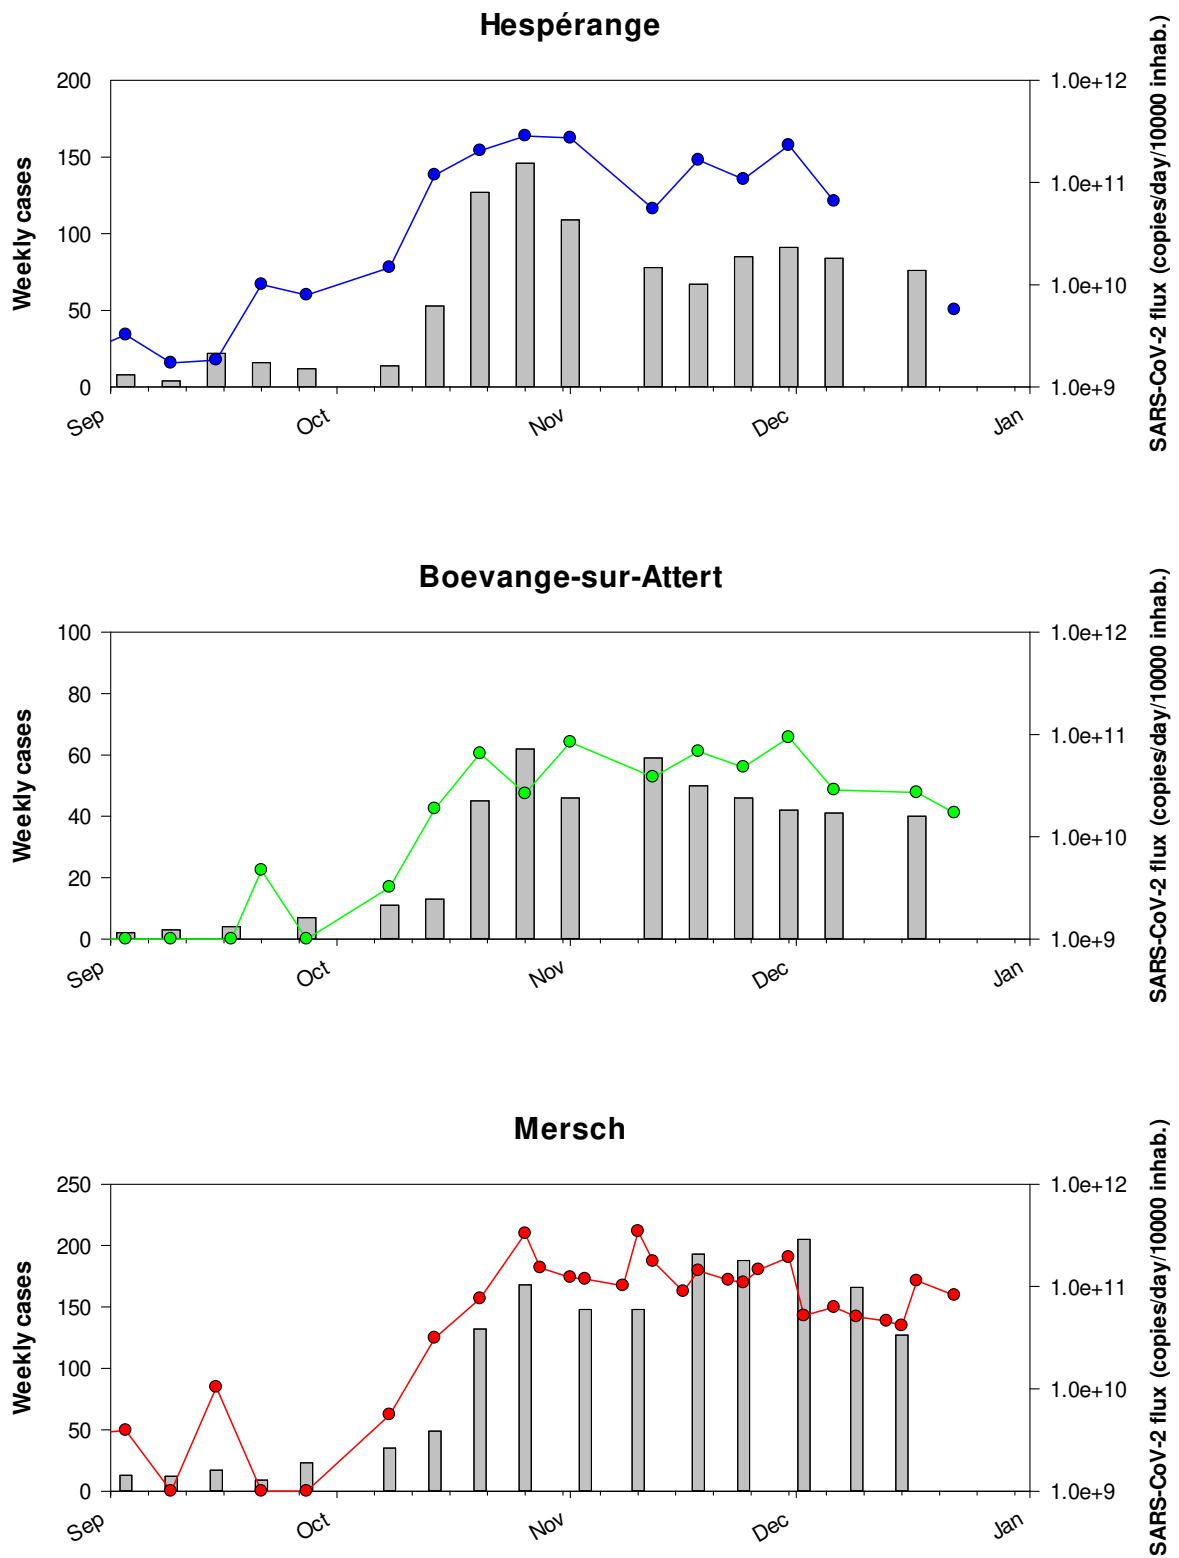 Hespérange
Weekly cases
200
150
100
50
0
1.0e+12
1.0e+11
1.0e+10
1.0e+9
SARS-CoV-2 flux (copies/day/10000 inhab.)
Sep
Oct
Nov
Dec
Jan
Boevange-sur-Attert
Weekly cases
100
80
60
40
20
0
1.0e+12
1.0e+11
1.0e+10
1.0e+9
SARS-CoV-2 flux (copies/day/10000 inhab.)
Sep
Oct
Nov
Dec
Jan
Mersch
Weekly cases
250
200
150
100
50
0
1.0e+12
1.0e+11
1.0e+10
1.0e+9
SARS-CoV-2 flux (copies/day/10000 inhab.)
Sep
Oct
Nov
Dec
Jan